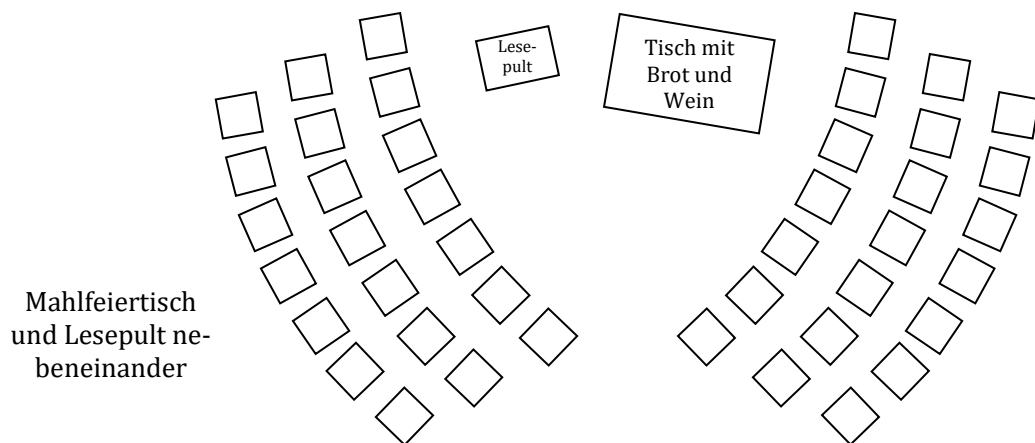 Lese-
pult
Tisch mit
Brot und
Wein
Mahlfeiertisch
und Lesepult ne-
beneinander